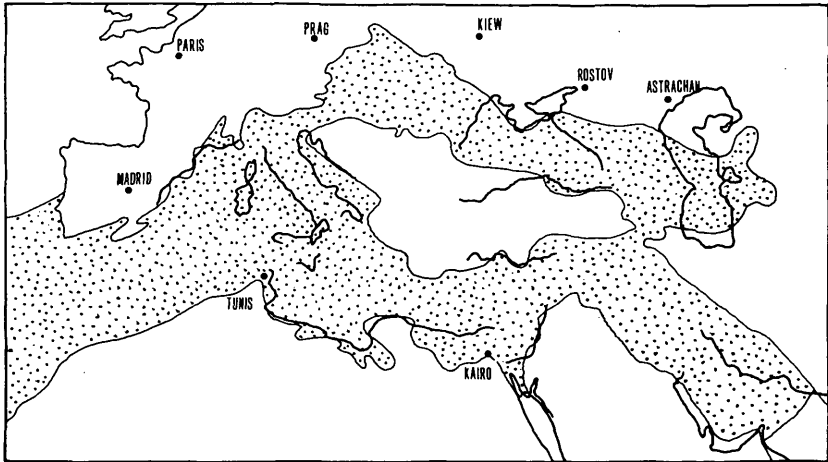 PARIS
PRAG
KIEW
ROSTOV
ASTRACHAN
MADRID
TUNIS
KAIRO